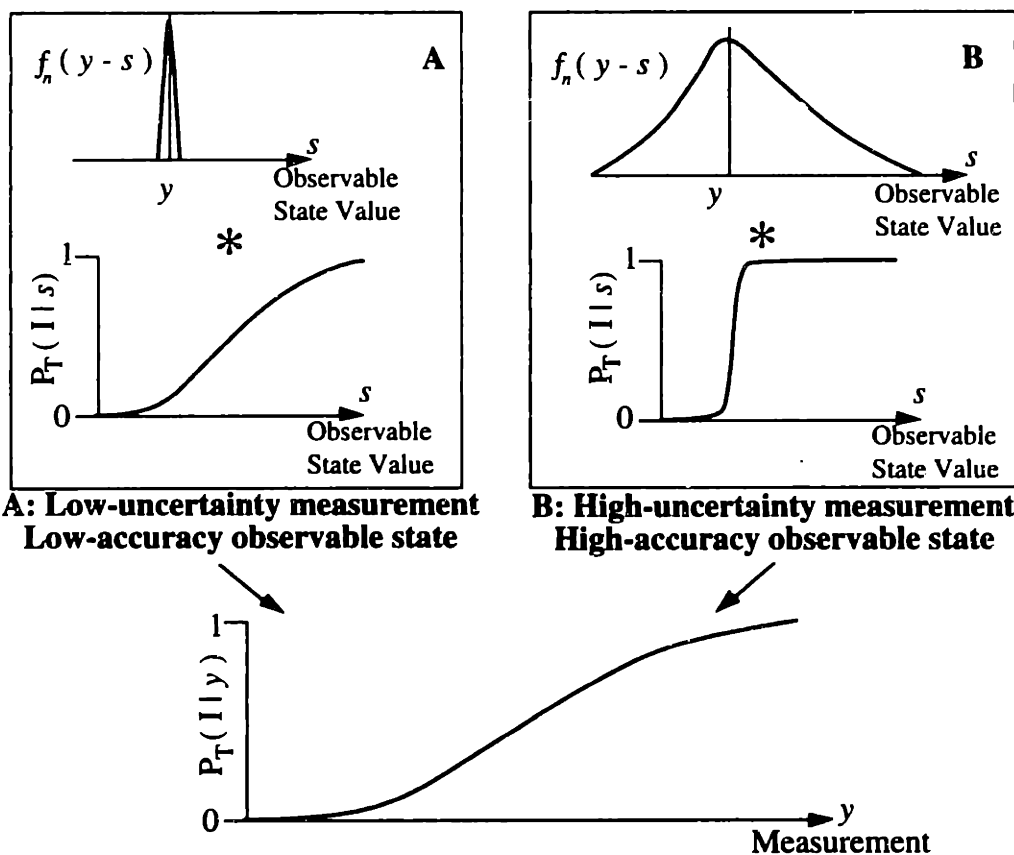 A
f_n ( y - s )
s
y
Observable
State Value
*
1
P_T ( I | s )
0
s
Observable
State Value
B
f_n ( y - s )
s
y
Observable
State Value
*
1
P_T ( I | s )
0
s
Observable
State Value
A: Low-uncertainty measurement
Low-accuracy observable state
B: High-uncertainty measurement
High-accuracy observable state
1
P_T ( I | y )
0
y
Measurement